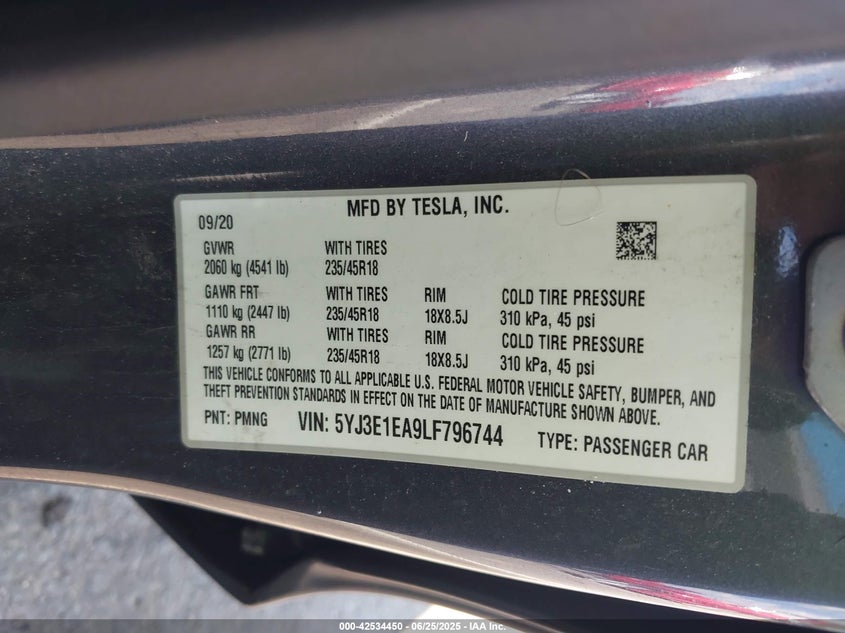 MFD BY TESLA, INC.
09/20
GVWR WITH TIRES
2060 kg (4541 lb) 235/45R18
GAWR FRT WITH TIRES RIM COLD TIRE PRESSURE
1110 kg (2447 lb) 235/45R18 18X8.5J 310 kPa, 45 psi
GAWR RR WITH TIRES RIM COLD TIRE PRESSURE
1257 kg (2771 lb) 235/45R18 18X8.5J 310 kPa, 45 psi
THIS VEHICLE CONFORMS TO ALL APPLICABLE U.S. FEDERAL MOTOR VEHICLE SAFETY, BUMPER, AND
THEFT PREVENTION STANDARDS IN EFFECT ON THE DATE OF MANUFACTURE SHOWN ABOVE.
PNT: PMNG VIN: 5YJ3E1EA9LF796744 TYPE: PASSENGER CAR
000-42534450 - 06/25/2025 - IAA Inc.